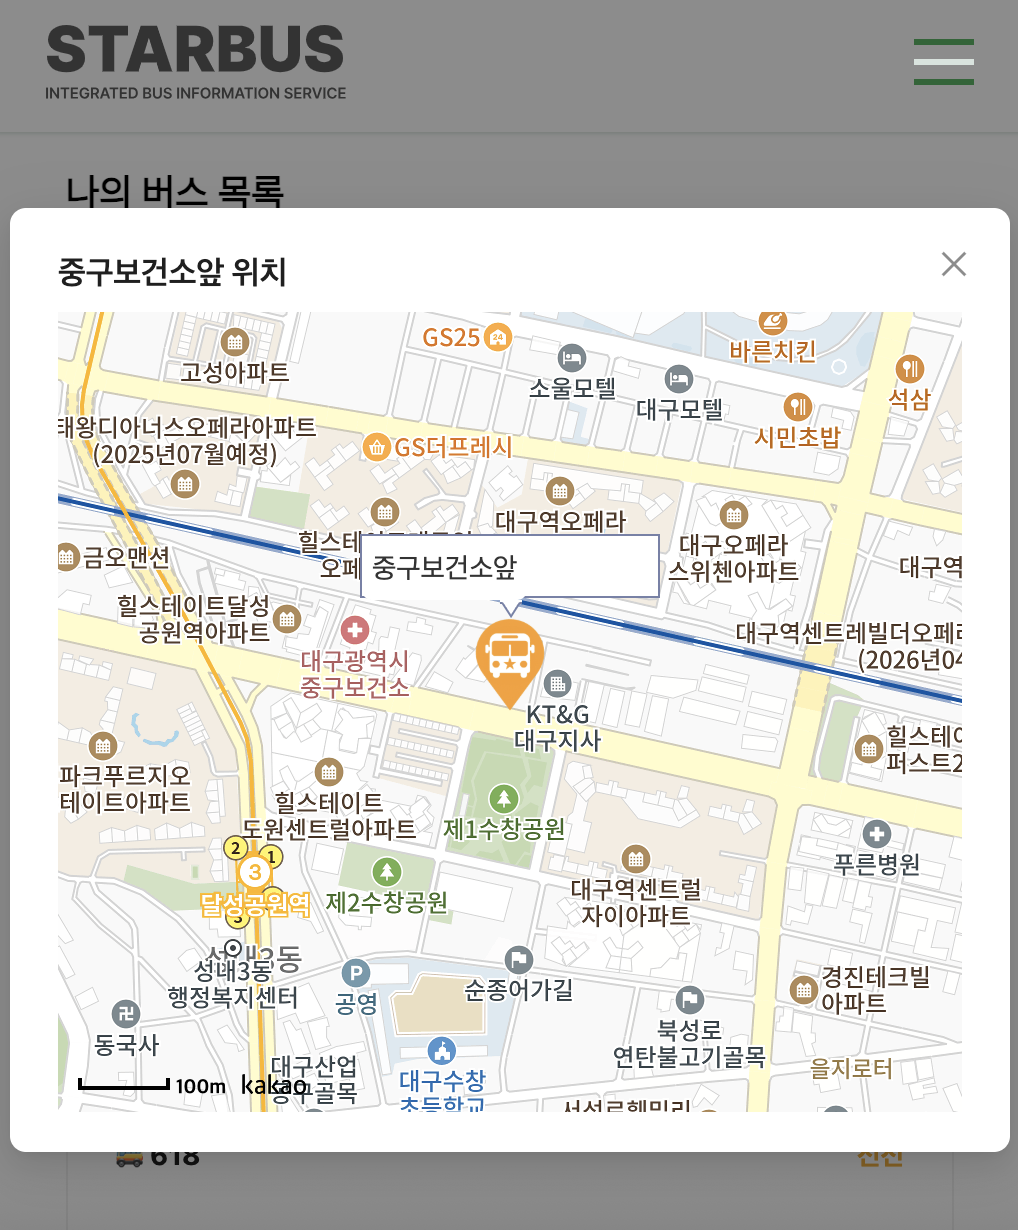 STARBUS
INTEGRATED BUS INFORMATION SERVICE
나의 버스 목록
중구보건소앞 위치
GS25
24
바른치킨
고성아파트
소울모텔
대구모텔
석삼
태왕디아너스오페라아파트
(2025년07월예정)
GS더프레시
시민초밥
대구역오페라
힐스테
오페
중구보건소앞
대구오페라
스위첸아파트
대구역
금오맨션
힐스테이트달성
공원역아파트
대구광역시
중구보건소
대구역센트레빌더오페라
(2026년04
KT&G
대구지사
힐스테이
퍼스트2
파크푸르지오
테이트아파트
힐스테이트
도원센트럴아파트
제1수창공원
푸른병원
2
1
3
달성공원역
3
제2수창공원
대구역센트럴
자이아파트
성내3동
성내3동
행정복지센터
P
공영
순종어가길
경진테크빌
아파트
동국사
북성로
연탄불고기골목
대구산업
공구골목
대구수창
초등학교
을지로터
서성로헨밀리
100m
kakao
618